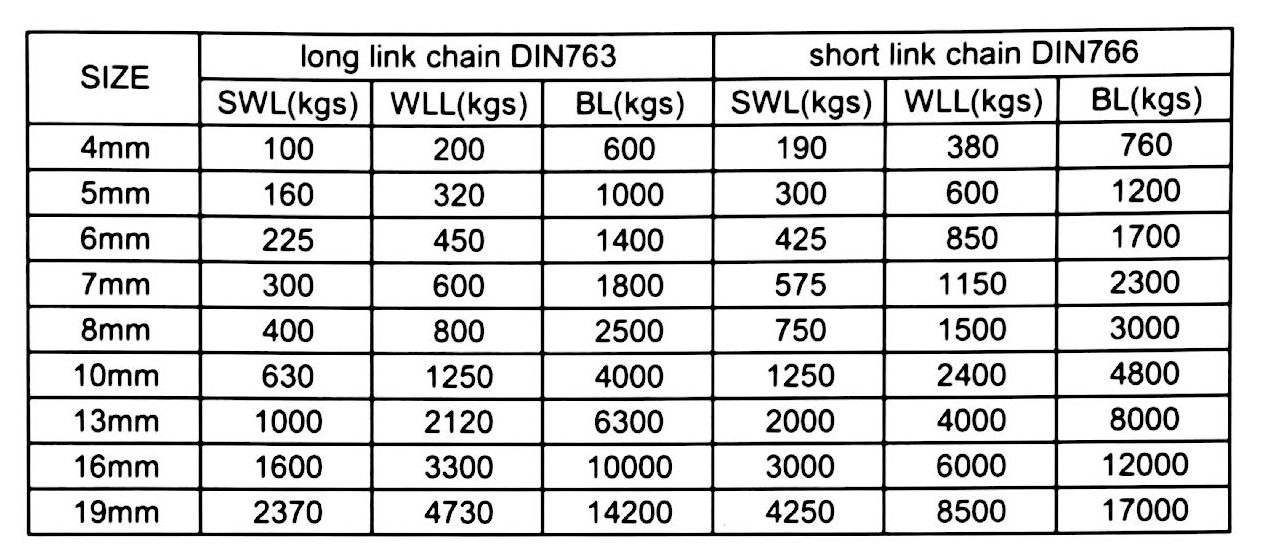 SIZE long link chain DIN763 short link chain DIN766
SWL(kgs) WLL(kgs) BL(kgs) SWL(kgs) WLL(kgs) BL(kgs)
4mm 100 200 600 190 380 760
5mm 160 320 1000 300 600 1200
6mm 225 450 1400 425 850 1700
7mm 300 600 1800 575 1150 2300
8mm 400 800 2500 750 1500 3000
10mm 630 1250 4000 1250 2400 4800
13mm 1000 2120 6300 2000 4000 8000
16mm 1600 3300 10000 3000 6000 12000
19mm 2370 4730 14200 4250 8500 17000